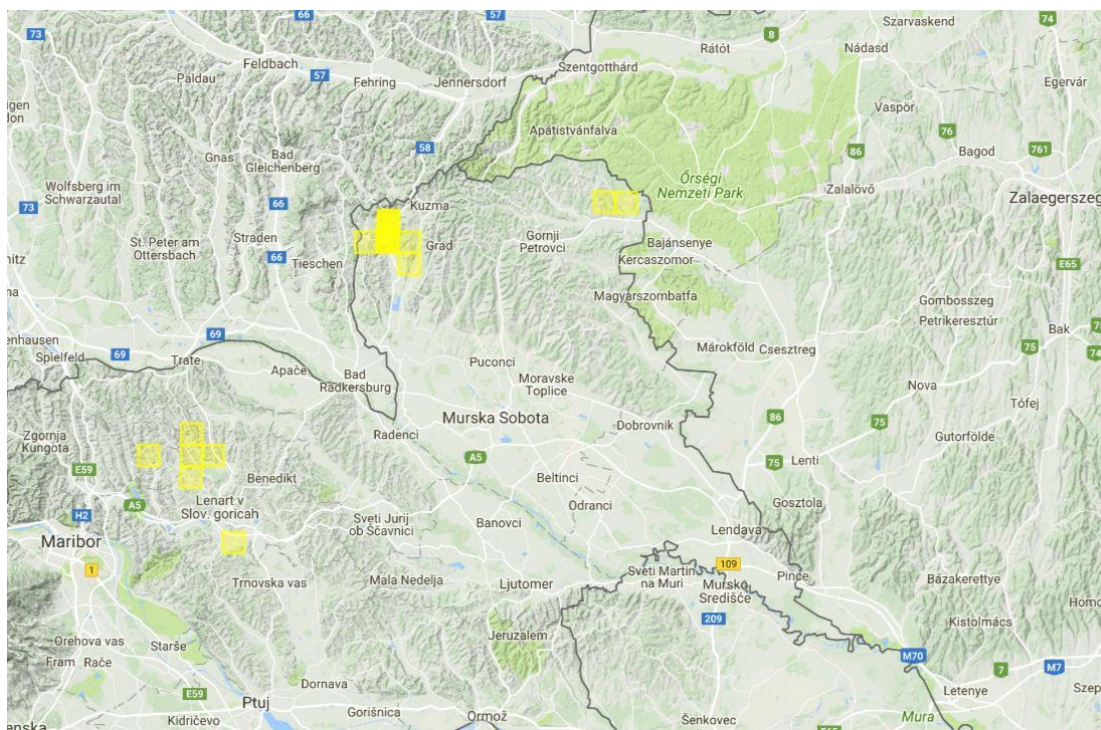 66
66
73
Feldbach
57
Paldau
Fehring
Jennersdorf
57
8
Rátót
Szarvaskend
74
Nádasd
Szentgotthárd
Egervár
74
Vaspör
Gnas
Bad
Gleichenberg
58
Apátistvánfalva
76
86
Bagod
761
Wolfsberg im
Schwarzautal
Őrségi
Nemzeti Park
Zalalövő
Zalaegerszeg
73
66
Kuzma
St. Peter am
Ottersbach
Straden
66
Tieschen
Grad
Gornji
Petrovci
Bajánsenye
Kercaszomor
E65
Magyarszombatfa
Gombosszeg
Petrikeresztúr
Bak
75
74
69
Spielfeld
69
Trate
Apače
Bad
Radkersburg
Puconci
Moravske
Toplice
Márokföld
Csesztreg
Nova
Tófej
Murska Sobota
86
Radenci
Dobrovnik
75
Gutorfölde
Zgornja
Kungota
E59
A5
75
Lenti
Benedikt
Beltinci
A5
Lenart v
Slov. goricah
Odranci
Gosztola
H2
Maribor
Sveti Jurij
ob Ščavnici
Banovci
Lendava
1
109
Trnovska vas
Mala Nedelja
Ljutomer
Sveti Martin
na Muri
Mursko
Središće
Pince
Bázakerettye
209
Kistolmács
Orehova vas
Starše
Fram
Rače
Jeruzalem
M70
7
M7
E59
Dornava
Letenye
Ptuj
Kidričevo
Gorišnica
Ormož
Šenkovec
Mura